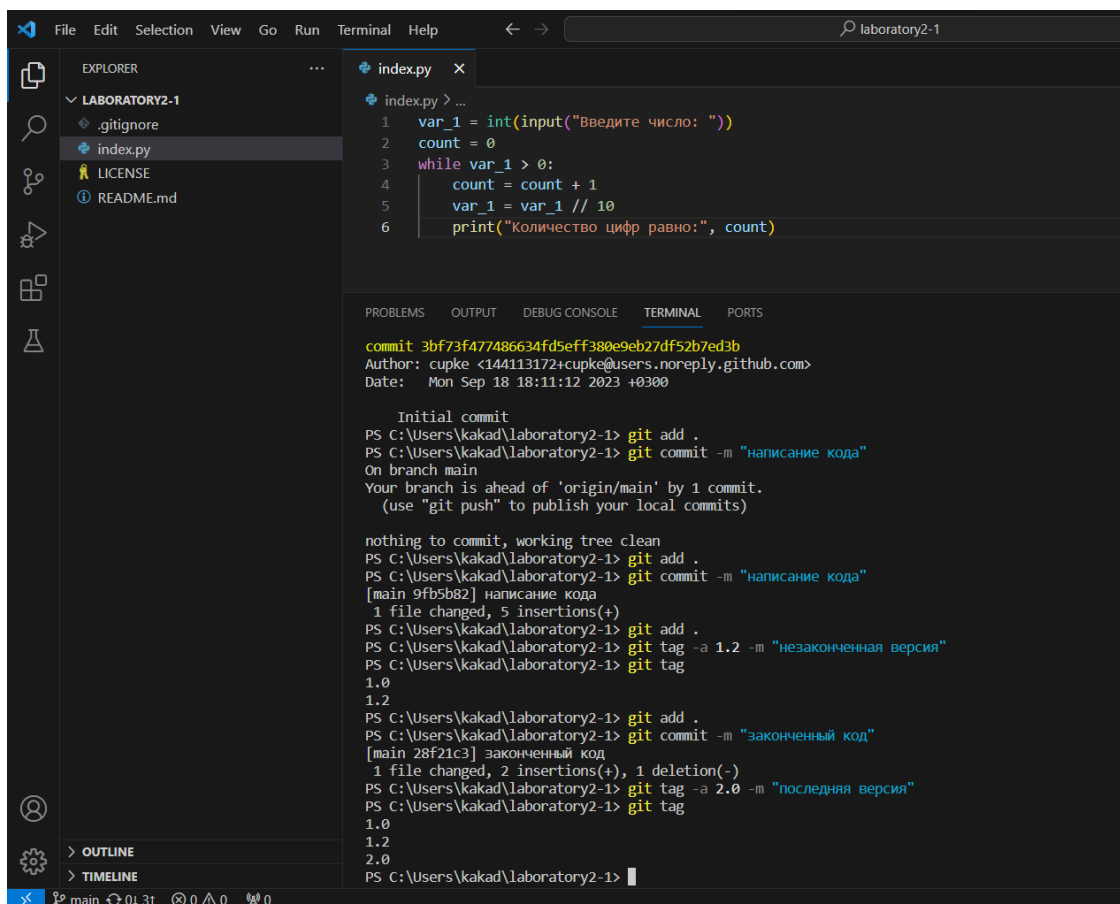 File Edit Selection View Go Run Terminal Help
laboratory2-1
EXPLORER
LABORATORY2-1
.gitignore
index.py
LICENSE
README.md
OUTLINE
TIMELINE
index.py
index.py > ...
1 var_1 = int(input("Введите число: "))
2 count = 0
3 while var_1 > 0:
4 count = count + 1
5 var_1 = var_1 // 10
6 print("Количество цифр равно:", count)
PROBLEMS OUTPUT DEBUG CONSOLE TERMINAL PORTS
commit 3bf73f477486634fd5eff380e9eb27df52b7ed3b
Author: cupke <144113172+cupke@users.noreply.github.com>
Date: Mon Sep 18 18:11:12 2023 +0300
Initial commit
PS C:\Users\kakad\laboratory2-1> git add .
PS C:\Users\kakad\laboratory2-1> git commit -m "написание кода"
On branch main
Your branch is ahead of 'origin/main' by 1 commit.
(use "git push" to publish your local commits)
nothing to commit, working tree clean
PS C:\Users\kakad\laboratory2-1> git add .
PS C:\Users\kakad\laboratory2-1> git commit -m "написание кода"
[main 9fb5b82] написание кода
1 file changed, 5 insertions(+)
PS C:\Users\kakad\laboratory2-1> git add .
PS C:\Users\kakad\laboratory2-1> git tag -a 1.2 -m "незаконченная версия"
PS C:\Users\kakad\laboratory2-1> git tag
1.0
1.2
PS C:\Users\kakad\laboratory2-1> git add .
PS C:\Users\kakad\laboratory2-1> git commit -m "законченный код"
[main 28f21c3] законченный код
1 file changed, 2 insertions(+), 1 deletion(-)
PS C:\Users\kakad\laboratory2-1> git tag -a 2.0 -m "последняя версия"
PS C:\Users\kakad\laboratory2-1> git tag
1.0
1.2
2.0
PS C:\Users\kakad\laboratory2-1>
main 0↓ 3↑ 0 0 0